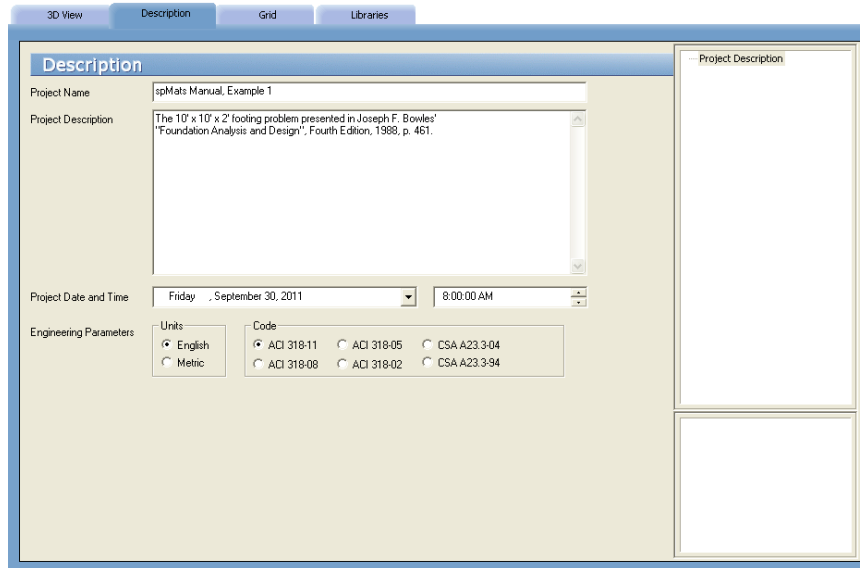 3D View Description Grid Libraries
Description
Project Description
Project Name spMats Manual, Example 1
Project Description The 10' x 10' x 2' footing problem presented in Joseph F. Bowles'
"Foundation Analysis and Design", Fourth Edition, 1988, p. 461.
Project Date and Time Friday , September 30, 2011 8:00:00 AM
Engineering Parameters Units Code
English ACI 318-11 ACI 318-05 CSA A23.3-04
Metric ACI 318-08 ACI 318-02 CSA A23.3-94